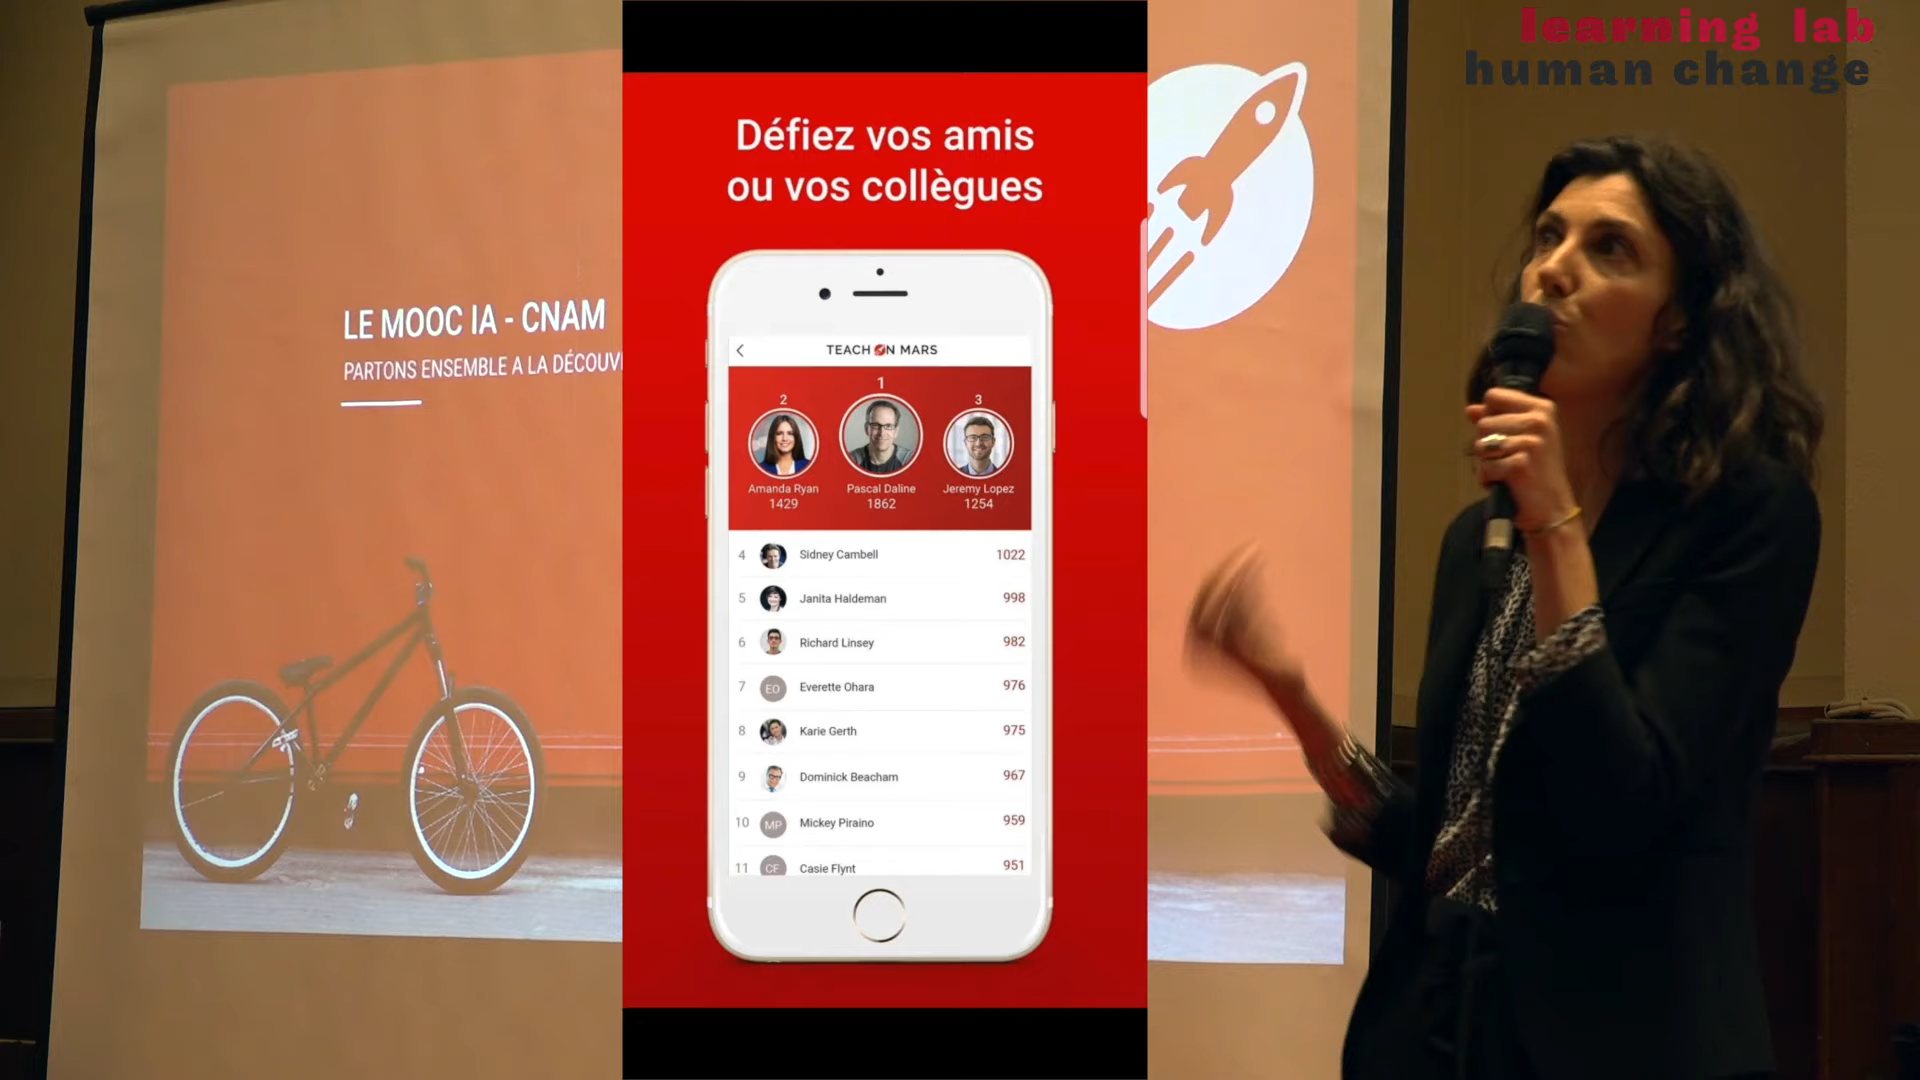 learning lab
human change
LE MOOC IA - CNAM
PARTONS ENSEMBLE A LA
Défiez vos amis
ou vos collègues
TEACH ON MARS
1
2
3
Amanda Ryan
1429
Pascal Daline
1862
Jeremy Lopez
1254
4 Sidney Cambell 1022
5 Janita Haldeman 998
6 Richard Linsey 982
7 EO Everette Ohara 976
8 Karie Gerth 975
9 Dominick Beacham 967
10 MP Mickey Piraino 959
11 CF Casie Flynt 951